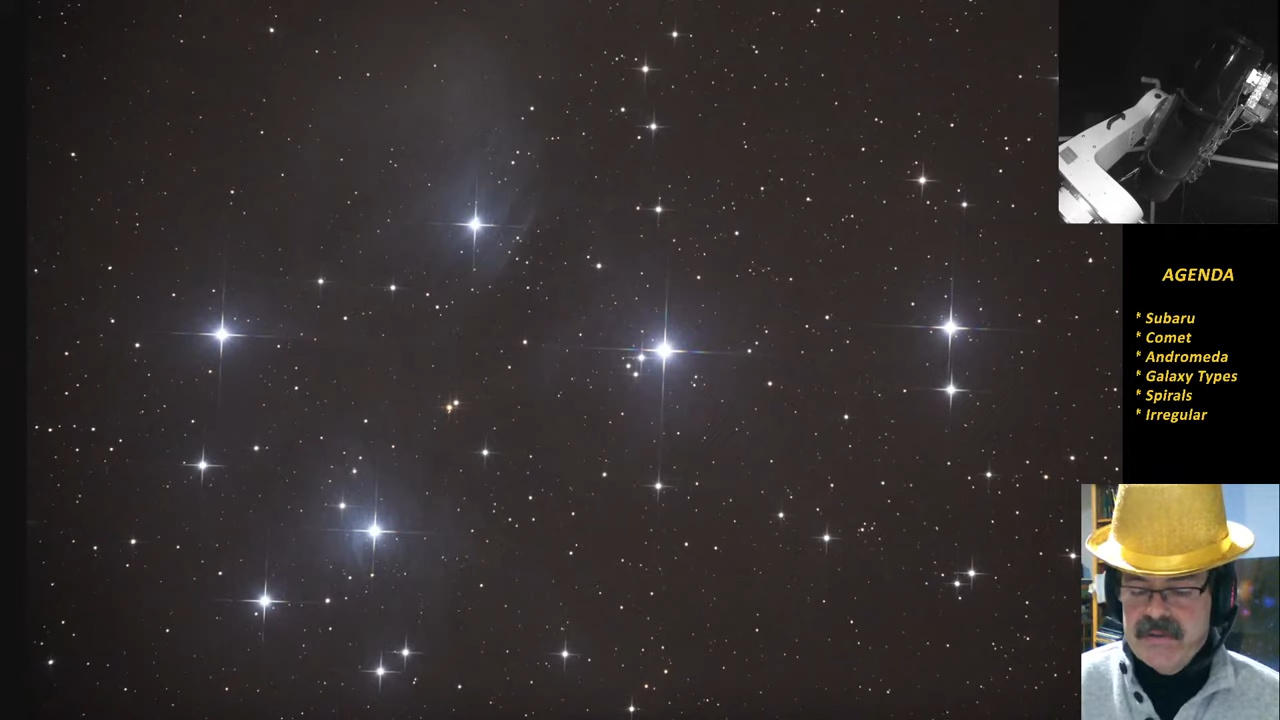 AGENDA
* Subaru
* Comet
* Andromeda
* Galaxy Types
* Spirals
* Irregular